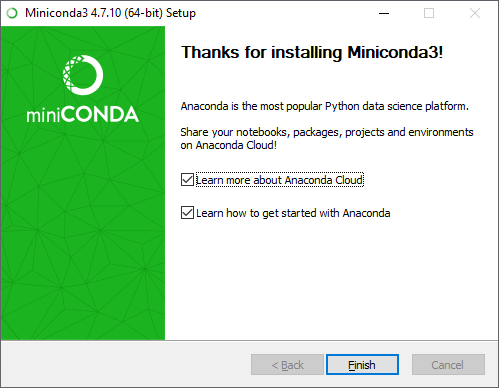 Miniconda3 4.7.10 (64-bit) Setup
miniCONDA
Thanks for installing Miniconda3!
Anaconda is the most popular Python data science platform.
Share your notebooks, packages, projects and environments
on Anaconda Cloud!
Learn more about Anaconda Cloud
Learn how to get started with Anaconda
< Back
Finish
Cancel